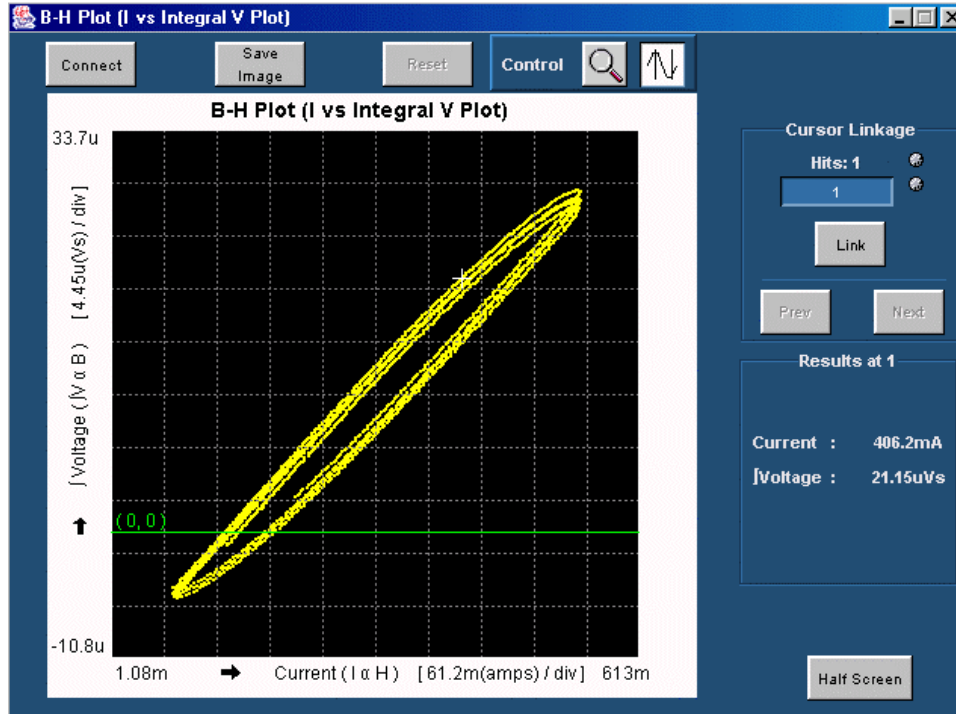 B-H Plot (I vs Integral V Plot)
Connect
Save
Image
Reset
Control
B-H Plot (I vs Integral V Plot)
33.7u
∫Voltage (∫V α B) [ 4.45u(Vs) / div]
(0,0)
-10.8u
1.08m
Current ( I α H ) [ 61.2m(amps) / div]
613m
Cursor Linkage
Hits: 1
1
Link
Prev
Next
Results at 1
Current : 406.2mA
∫Voltage : 21.15uVs
Half Screen